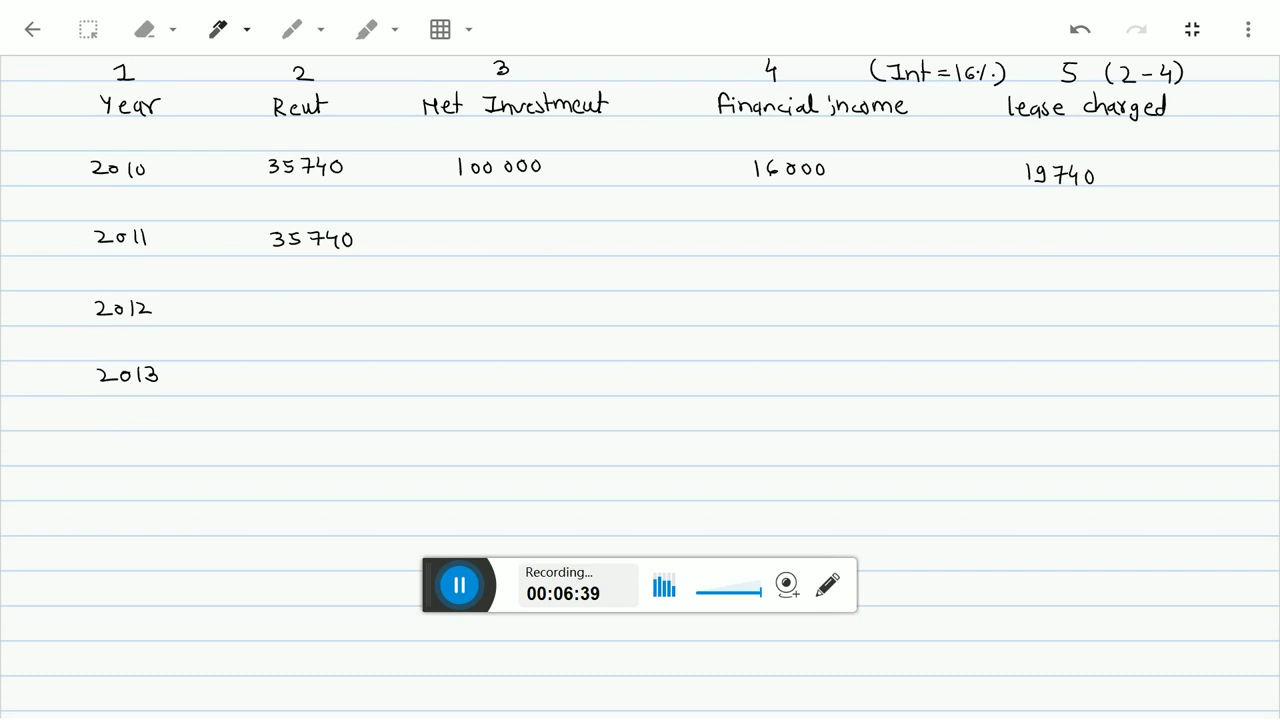 1 2 3 4 (Int = 16%) 5 (2-4)
Year Rent Net Investment financial income lease charged
2010 35740 100 000 16000 19740
2011 35740
2012
2013
Recording...
00:06:39